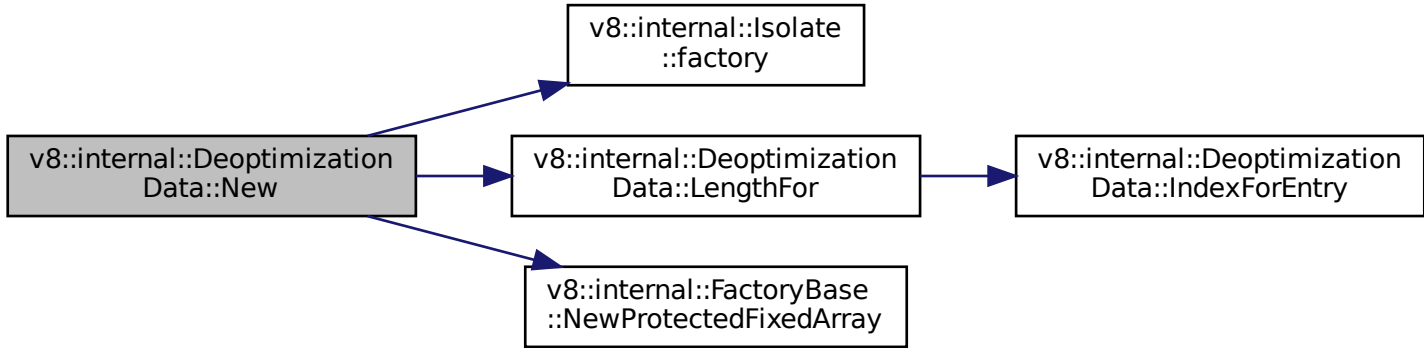 v8::internal::Isolate
::factory
v8::internal::Deoptimization
Data::New
v8::internal::Deoptimization
Data::LengthFor
v8::internal::Deoptimization
Data::IndexForEntry
v8::internal::FactoryBase
::NewProtectedFixedArray